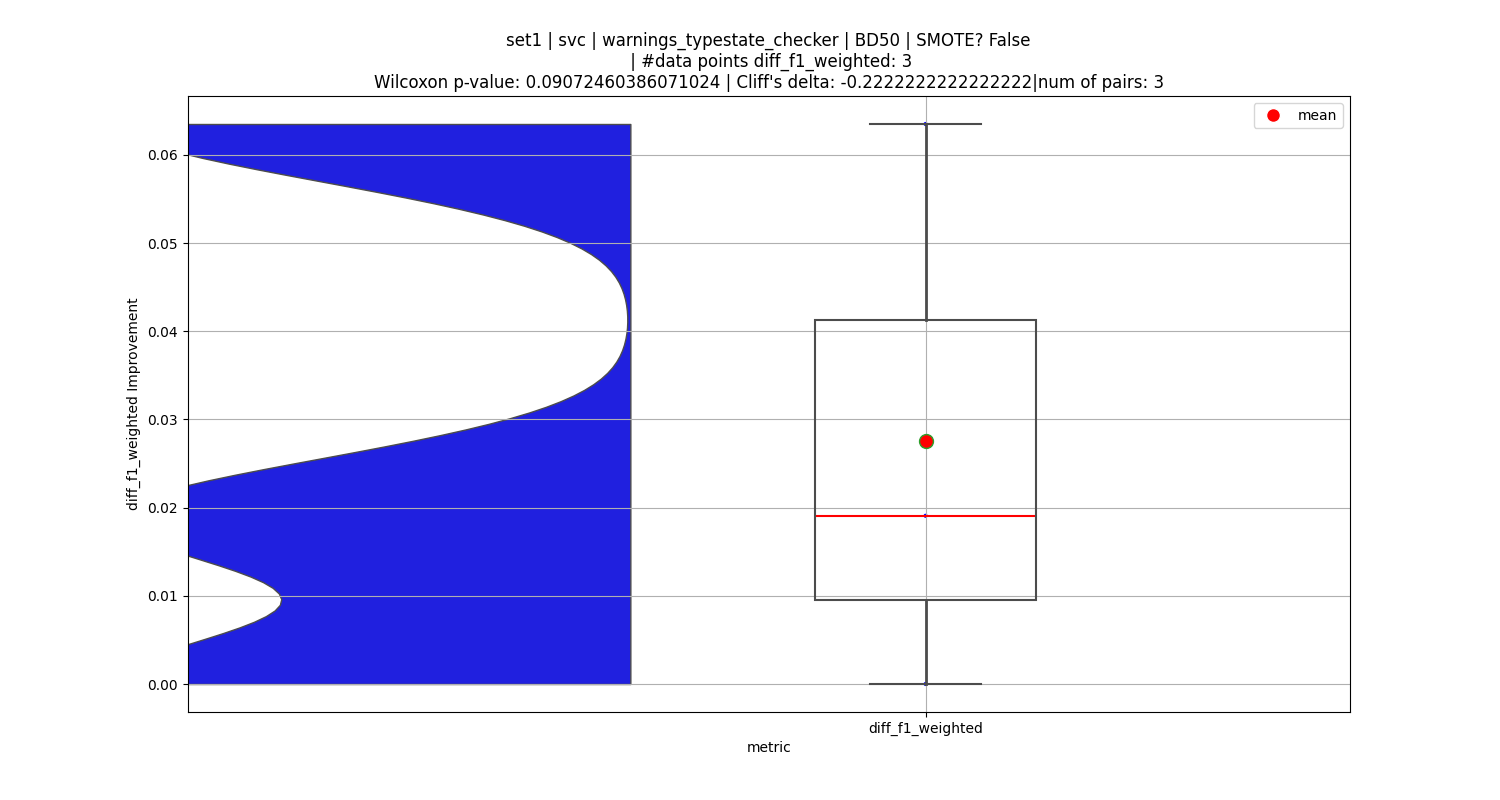 set1 | svc | warnings_typestate_checker | BD50 | SMOTE? False
| #data points diff_f1_weighted: 3
Wilcoxon p-value: 0.09072460386071024 | Cliff's delta: -0.2222222222222222|num of pairs: 3
mean
diff_f1_weighted Improvement
0.06
0.05
0.04
0.03
0.02
0.01
0.00
diff_f1_weighted
metric